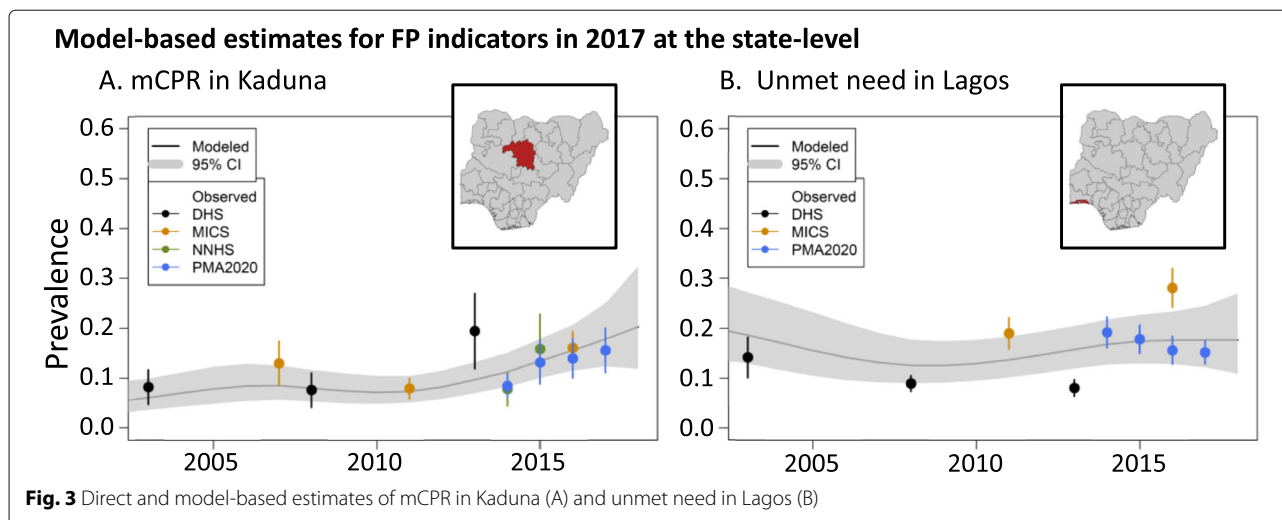 Model-based estimates for FP indicators in 2017 at the state-level
A. mCPR in Kaduna
Prevalence
0.6
0.5
0.4
0.3
0.2
0.1
0.0
Modeled
95% CI
Observed
DHS
MICS
NNHS
PMA2020
2005
2010
2015
B. Unmet need in Lagos
0.6
0.5
0.4
0.3
0.2
0.1
0.0
Modeled
95% CI
Observed
DHS
MICS
PMA2020
2005
2010
2015
Fig. 3 Direct and model-based estimates of mCPR in Kaduna (A) and unmet need in Lagos (B)